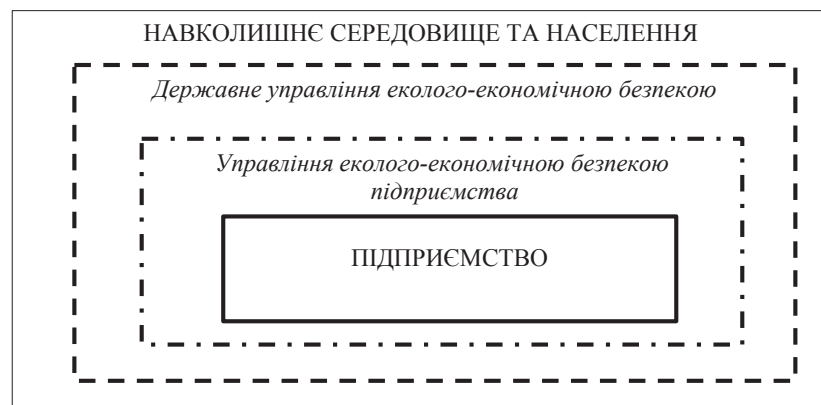 НАВКОЛИШНЄ СЕРЕДОВИЩЕ ТА НАСЕЛЕННЯ
Державне управління еколого-економічною безпекою
Управління еколого-економічною безпекою
підприємства
ПІДПРИЄМСТВО